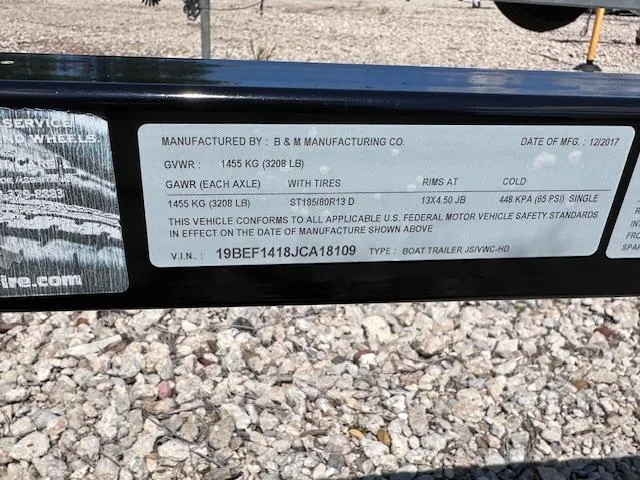 SERVICE
WHEELS
ire.com
MANUFACTURED BY : B & M MANUFACTURING CO. DATE OF MFG. : 12/2017
GVWR : 1455 KG (3208 LB)
GAWR (EACH AXLE) WITH TIRES RIMS AT COLD
1455 KG (3208 LB) ST185/80R13 D 13X4.50 JB 448 KPA (65 PSI) SINGLE
THIS VEHICLE CONFORMS TO ALL APPLICABLE U.S. FEDERAL MOTOR VEHICLE SAFETY STANDARDS
IN EFFECT ON THE DATE OF MANUFACTURE SHOWN ABOVE
V.I.N.. : 19BEF1418JCA18109 TYPE : BOAT TRAILER JS/VWC-HD